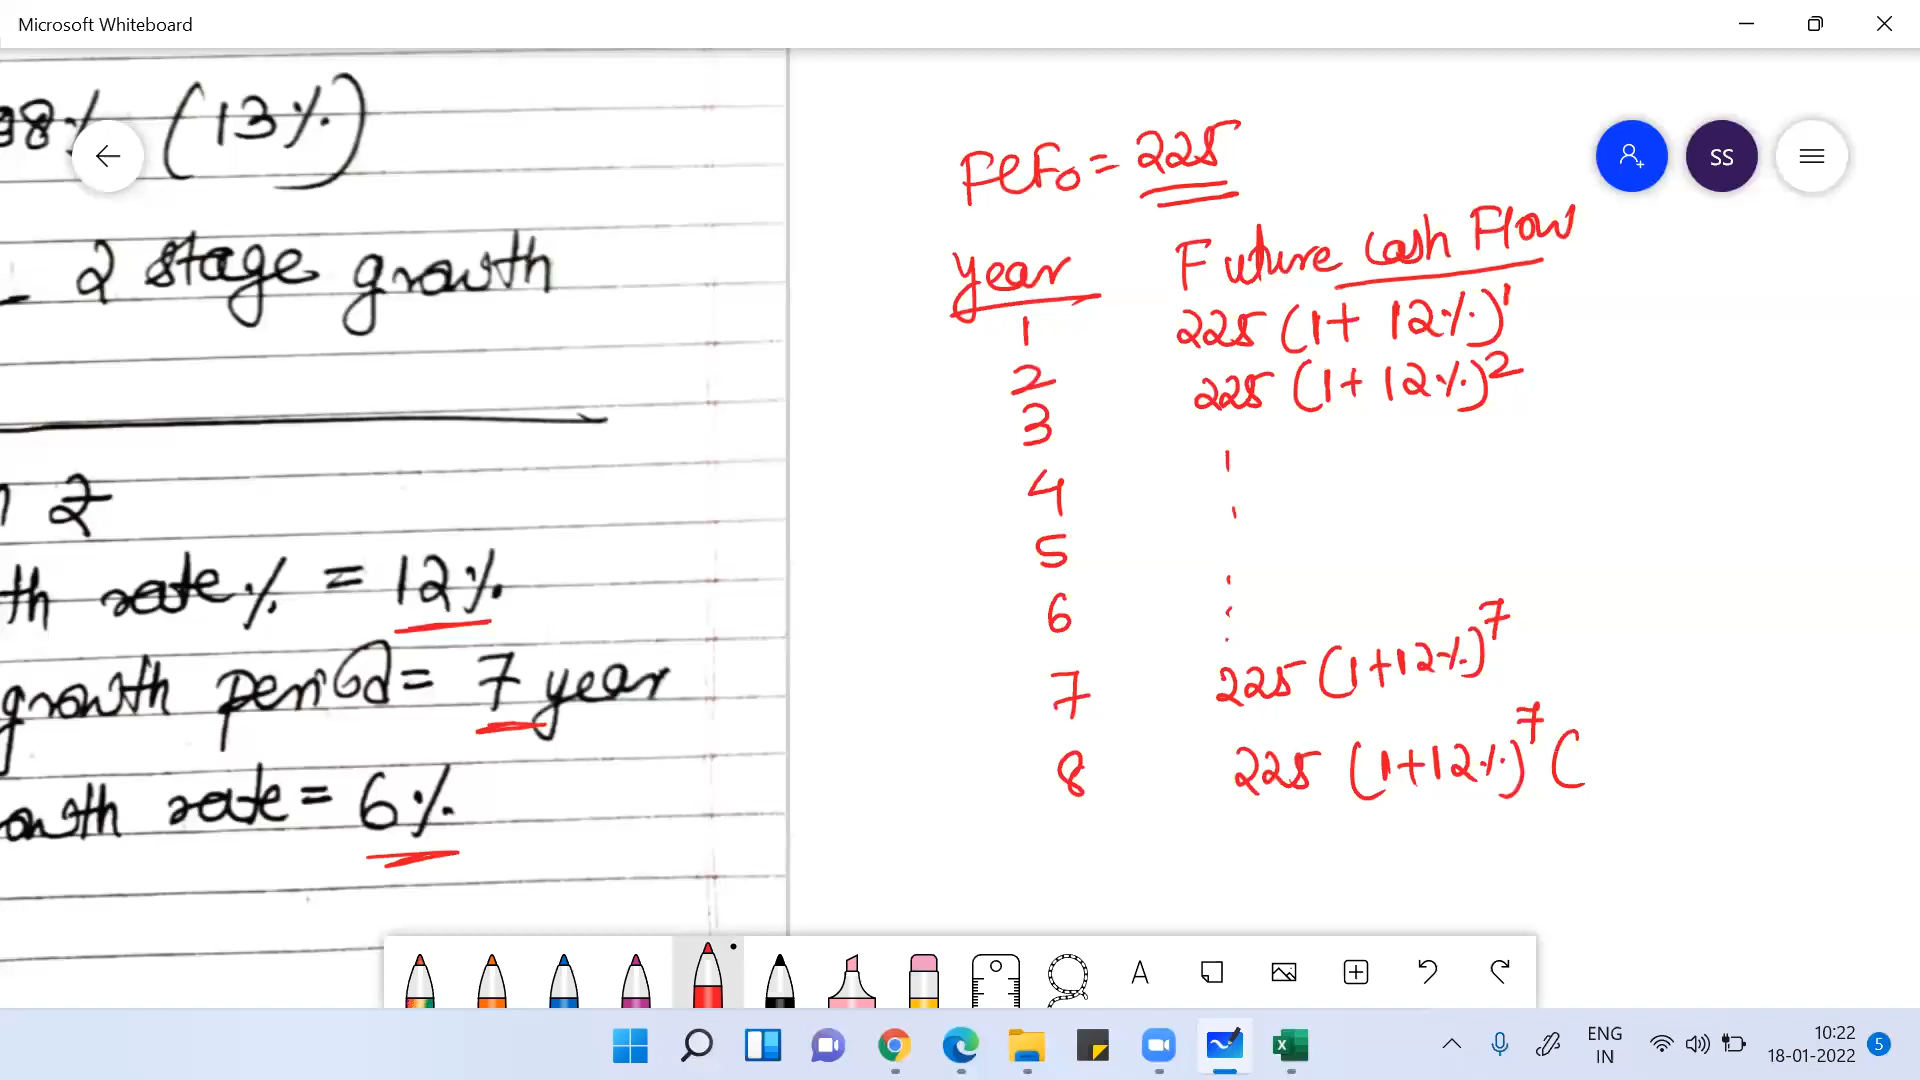 Microsoft Whiteboard
98% (13%)
2 stage growth
2
th rate % = 12%
growth period = 7 year
owth rate = 6%
FCF0 = 225
SS
Year Future Cash Flow
1 225 (1+ 12%)^1
2 225 (1+ 12%)^2
3
4
5
6
7 225 (1+12%)^7
8 225 (1+12%)^7 (
A
ENG
IN
10:22
18-01-2022
5